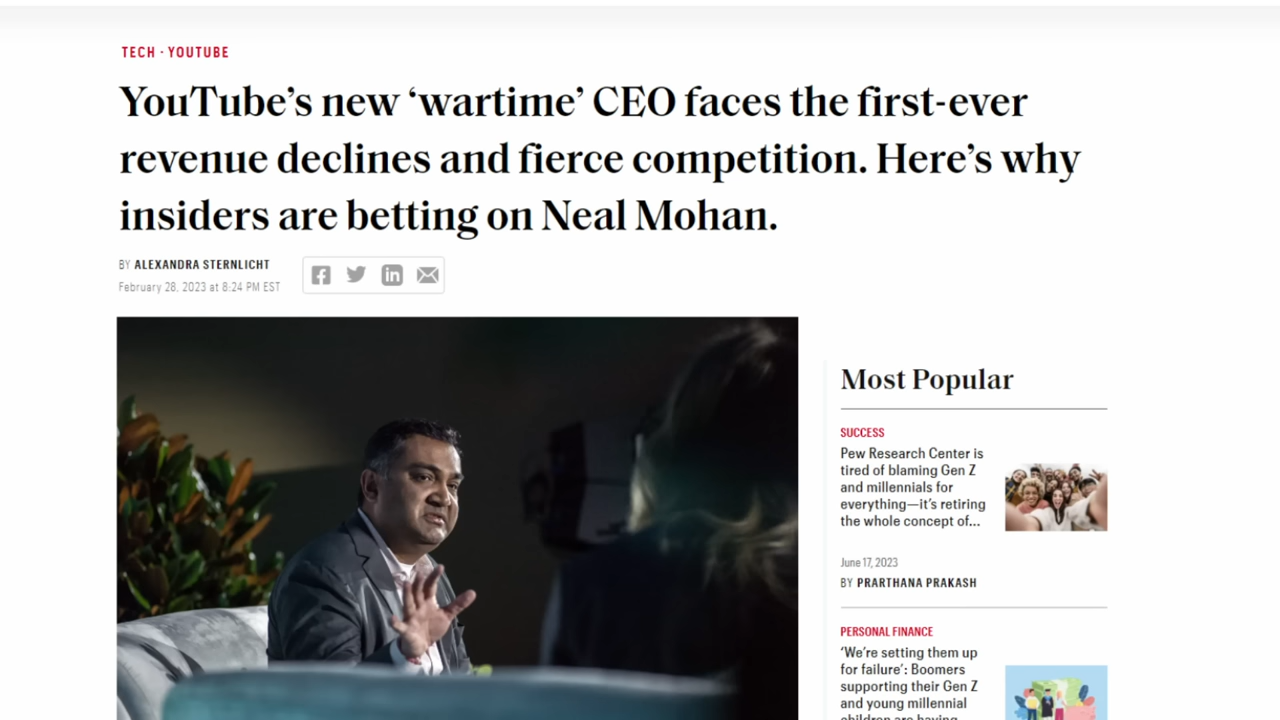 TECH · YOUTUBE
YouTube’s new ‘wartime’ CEO faces the first-ever
revenue declines and fierce competition. Here’s why
insiders are betting on Neal Mohan.
BY ALEXANDRA STERNLICHT
February 28, 2023 at 8:24 PM EST
in
Most Popular
SUCCESS
Pew Research Center is
tired of blaming Gen Z
and millennials for
everything—it’s retiring
the whole concept of...
June 17, 2023
BY PRARTHANA PRAKASH
PERSONAL FINANCE
‘We’re setting them up
for failure’: Boomers
supporting their Gen Z
and young millennial
children are having